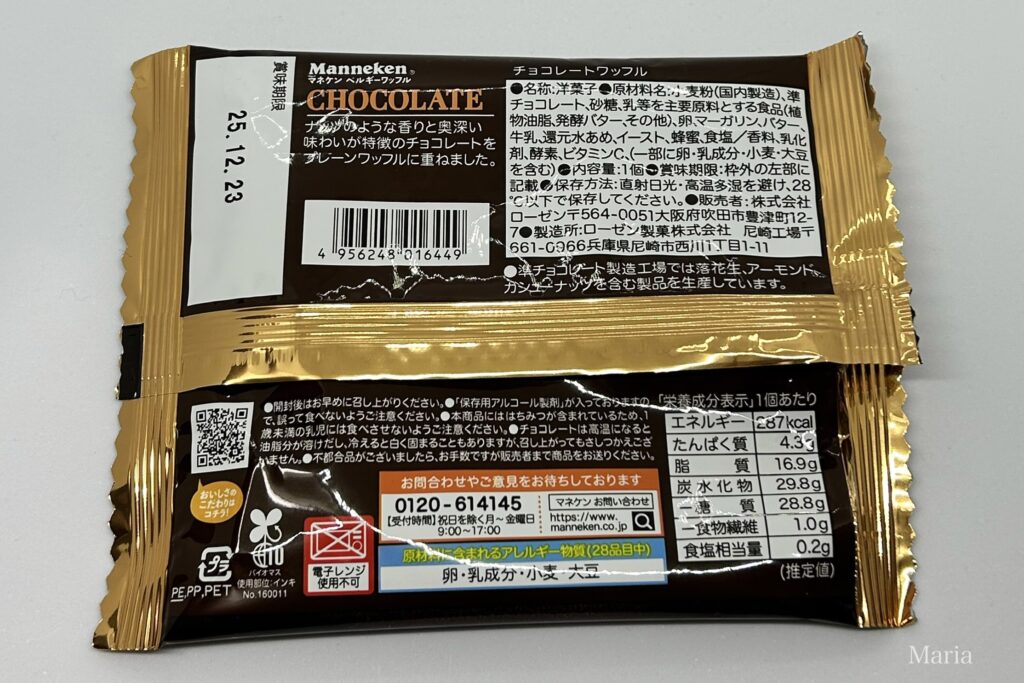 賞味期限
25.12.23
Manneken®
マネケン ベルギーワッフル
CHOCOLATE
ナッツのような香りと奥深い
味わいが特徴のチョコレートを
プレーンワッフルに重ねました。
4 956248 016449
チョコレートワッフル
●名称:洋菓子●原材料名:小麦粉(国内製造)、準
チョコレート、砂糖、乳等を主要原料とする食品(植
物油脂、発酵バター、その他)、卵、マーガリン、バター、
牛乳、還元水あめ、イースト、蜂蜜、食塩/香料、乳化
剤、酵素、ビタミンC、(一部に卵・乳成分・小麦・大豆
を含む)●内容量:1個●賞味期限:枠外の左部に
記載●保存方法:直射日光・高温多湿を避け、28
℃以下で保存してください。●販売者:株式会社
ローゼン〒564-0051大阪府吹田市豊津町12-
7●製造所:ローゼン製菓株式会社 尼崎工場〒
661-0966兵庫県尼崎市西川1丁目1-11
●準チョコレート製造工場では落花生、アーモンド、
カシューナッツを含む製品を生産しています。
●開封後はお早めに召し上がりください。●「保存用アルコール製剤」が入っておりますの
で、誤って食べないようご注意ください。●本商品にははちみつが含まれているため、1
歳未満の乳児には食べさせないようご注意ください。●チョコレートは高温になると
油脂分が溶けだし、冷えると白く固まることもありますが、召し上がってもさしつかえござ
いません。●不都合がございましたら、お手数ですが販売者まで商品をお送りください。
おいしさの
こだわりは
コチラ!
お問合わせやご意見をお待ちしております
0120-614145
【受付時間】祝日を除く月~金曜日
9:00~17:00
マネケン お問い合わせ
https://www.
manneken.co.jp
原材料に含まれるアレルギー物質(28品目中)
卵・乳成分・小麦・大豆
プラ
PE,PP,PET
バイオマス
使用部位:インキ
No.160011
電子レンジ
使用不可
「栄養成分表示」1個あたり
エネルギー 287kcal
たんぱく質 4.3g
脂質 16.9g
炭水化物 29.8g
-糖質 28.8g
-食物繊維 1.0g
食塩相当量 0.2g
(推定値)
Maria